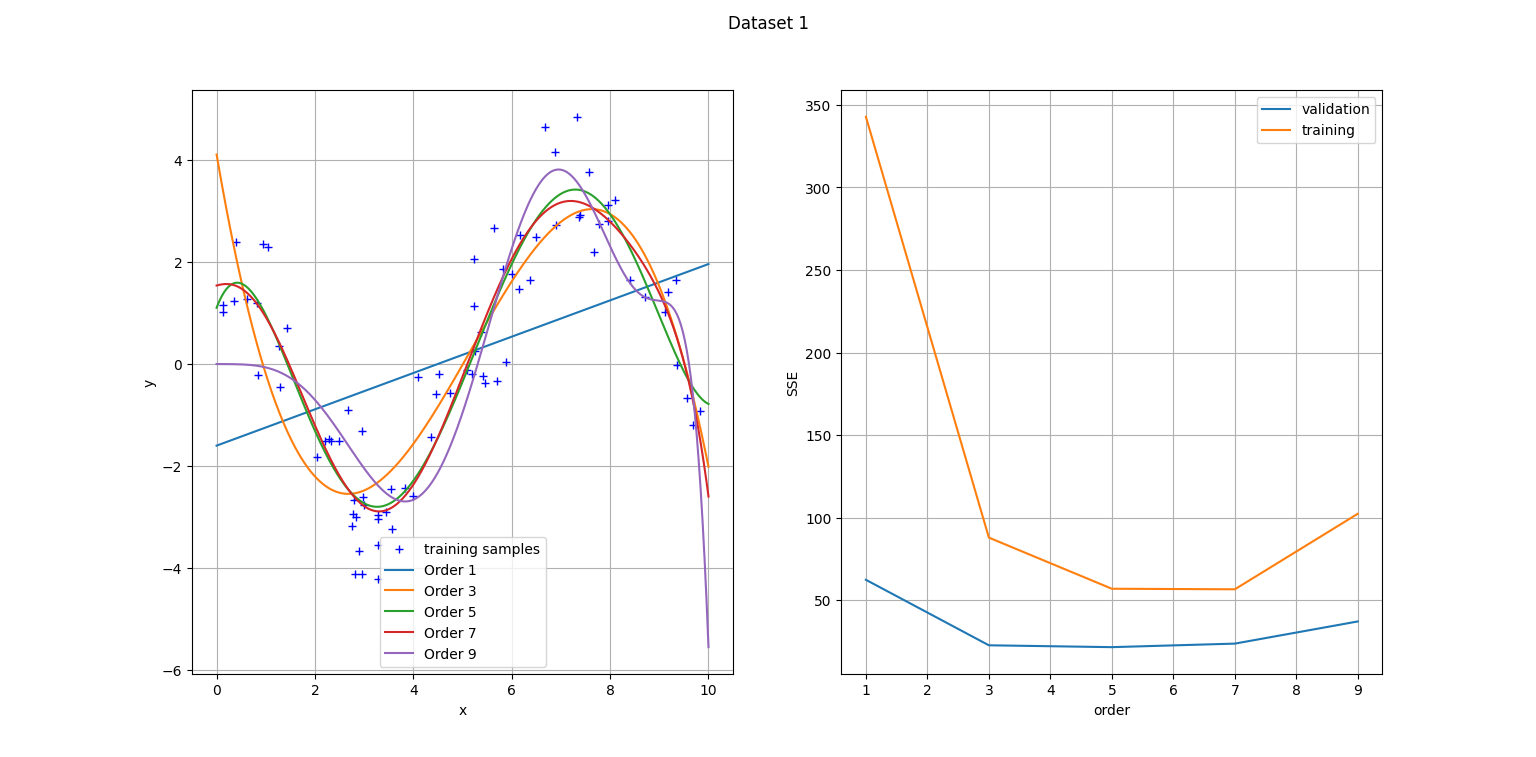 Dataset 1
4
2
0
−2
−4
−6
y
0
2
4
6
8
10
x
training samples
Order 1
Order 3
Order 5
Order 7
Order 9
350
300
250
200
150
100
50
SSE
1
2
3
4
5
6
7
8
9
order
validation
training